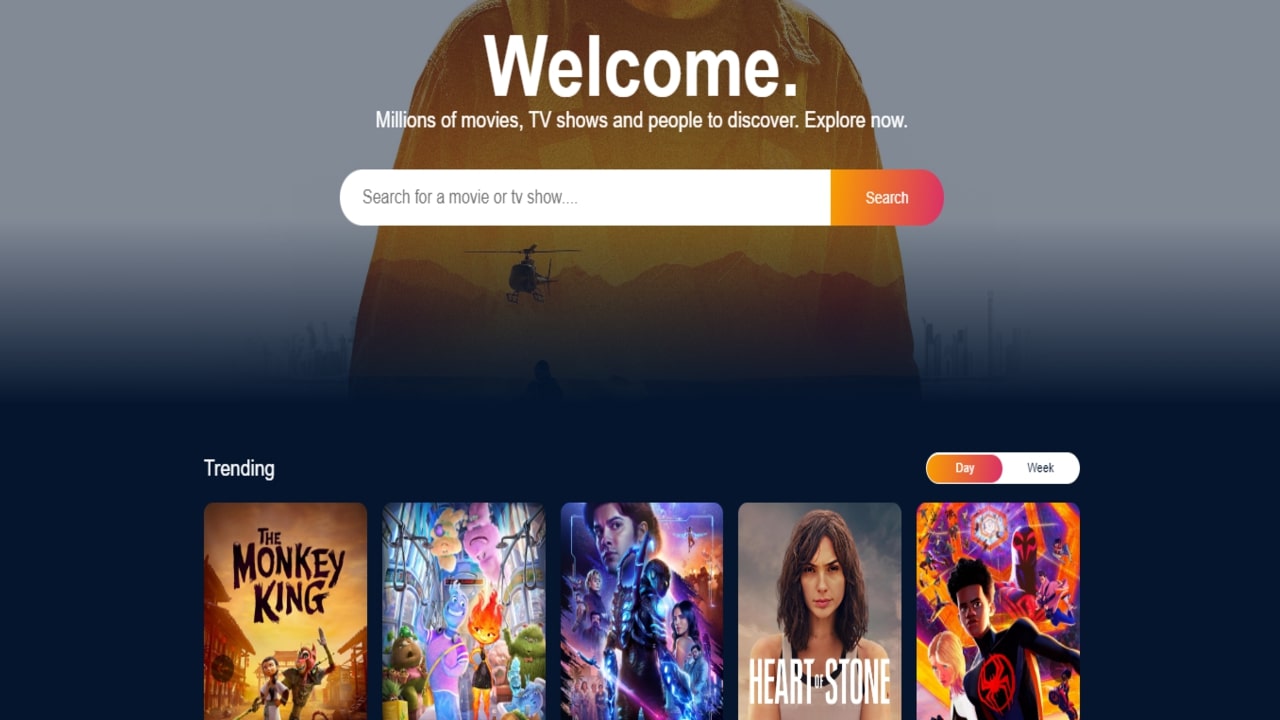 Welcome.
Millions of movies, TV shows and people to discover. Explore now.
Search for a movie or tv show....
Search
Trending
Day
Week
THE
MONKEY
KING
HEART OF STONE